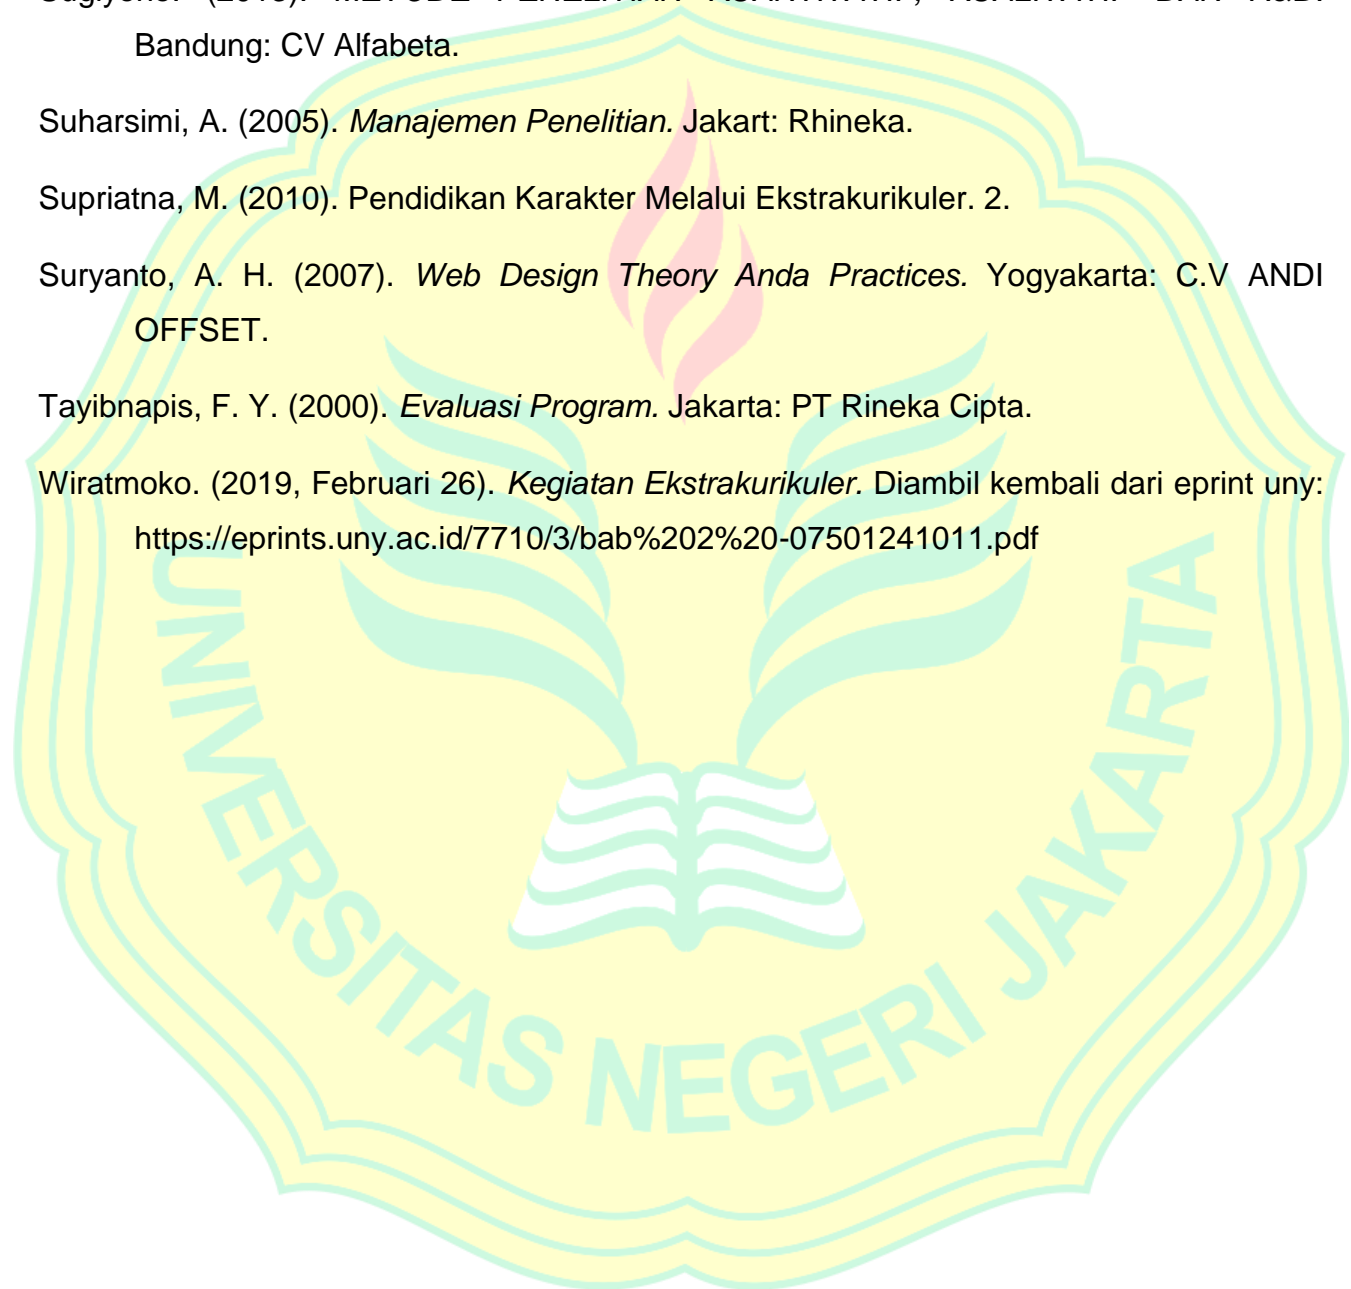 Bandung: CV Alfabeta.
Suharsimi, A. (2005). Manajemen Penelitian. Jakart: Rhineka.
Supriatna, M. (2010). Pendidikan Karakter Melalui Ekstrakurikuler. 2.
Suryanto, A. H. (2007). Web Design Theory Anda Practices. Yogyakarta: C.V ANDI
OFFSET.
Tayibnapis, F. Y. (2000). Evaluasi Program. Jakarta: PT Rineka Cipta.
Wiratmoko. (2019, Februari 26). Kegiatan Ekstrakurikuler. Diambil kembali dari eprint uny:
https://eprints.uny.ac.id/7710/3/bab%202%20-07501241011.pdf
UNIVERSITAS NEGERI JAKARTA